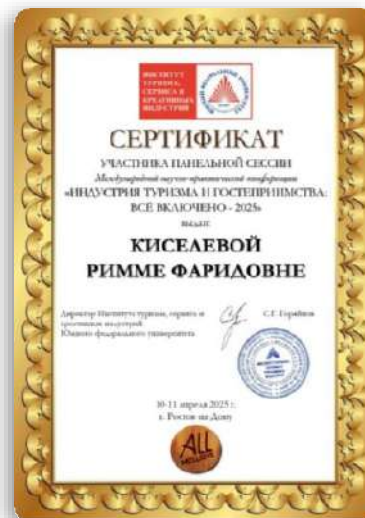 ИНСТИТУТ
ТУРИЗМА,
СЕРВИСА И
КРЕАТИВНЫХ
ИНДУСТРИЙ
СЕРТИФИКАТ
УЧАСТНИКА ПАНЕЛЬНОЙ СЕССИИ
Международной научно-практической конференции
«ИНДУСТРИЯ ТУРИЗМА И ГОСТЕПРИИМСТВА:
ВСЁ ВКЛЮЧЕНО - 2025»
выдан
КИСЕЛЕВОЙ
РИММЕ ФАРИДОВНЕ
Директор Института туризма, сервиса и
креативных индустрий
Южного федерального университета
10-11 апреля 2025 г.
г. Ростов-на-Дону
ALL